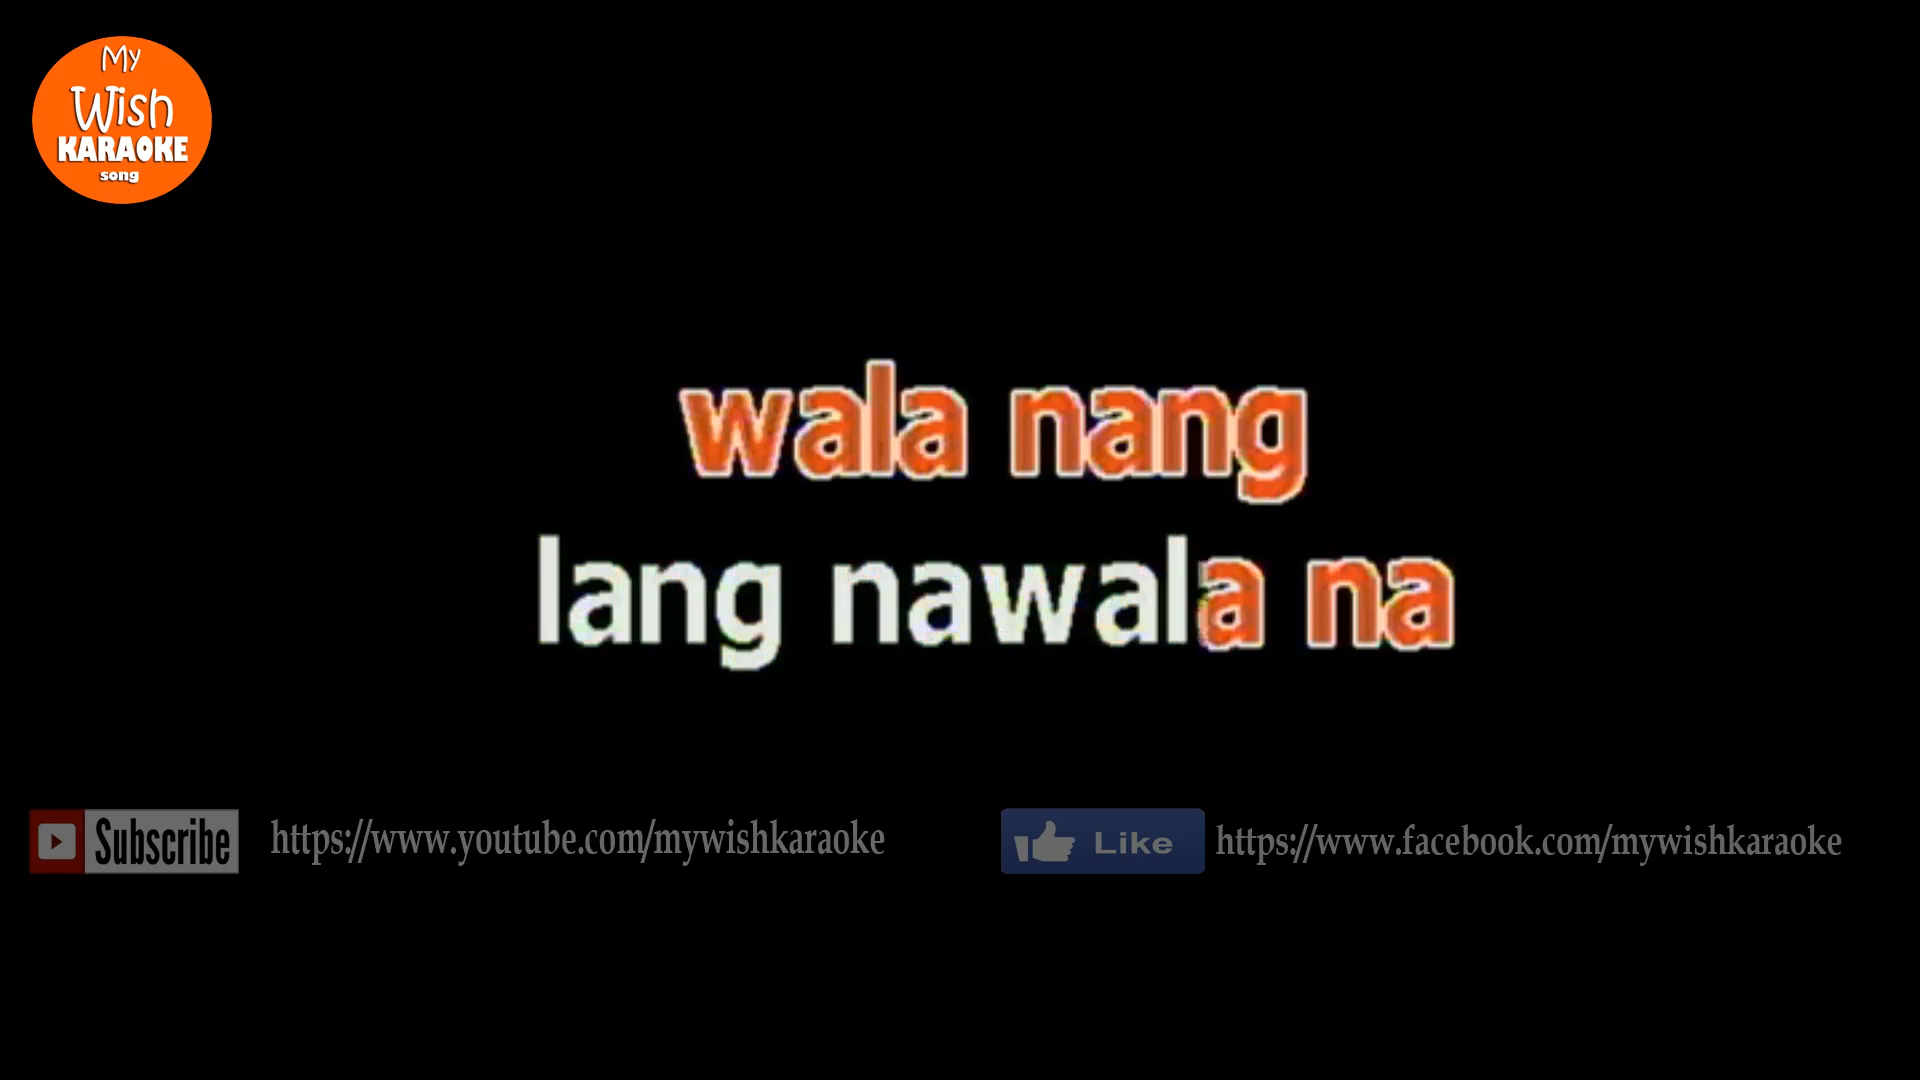 My
Wish
KARAOKE
song
wala nang
lang nawala na
Subscribe https://www.youtube.com/mywishkaraoke
Like https://www.facebook.com/mywishkaraoke